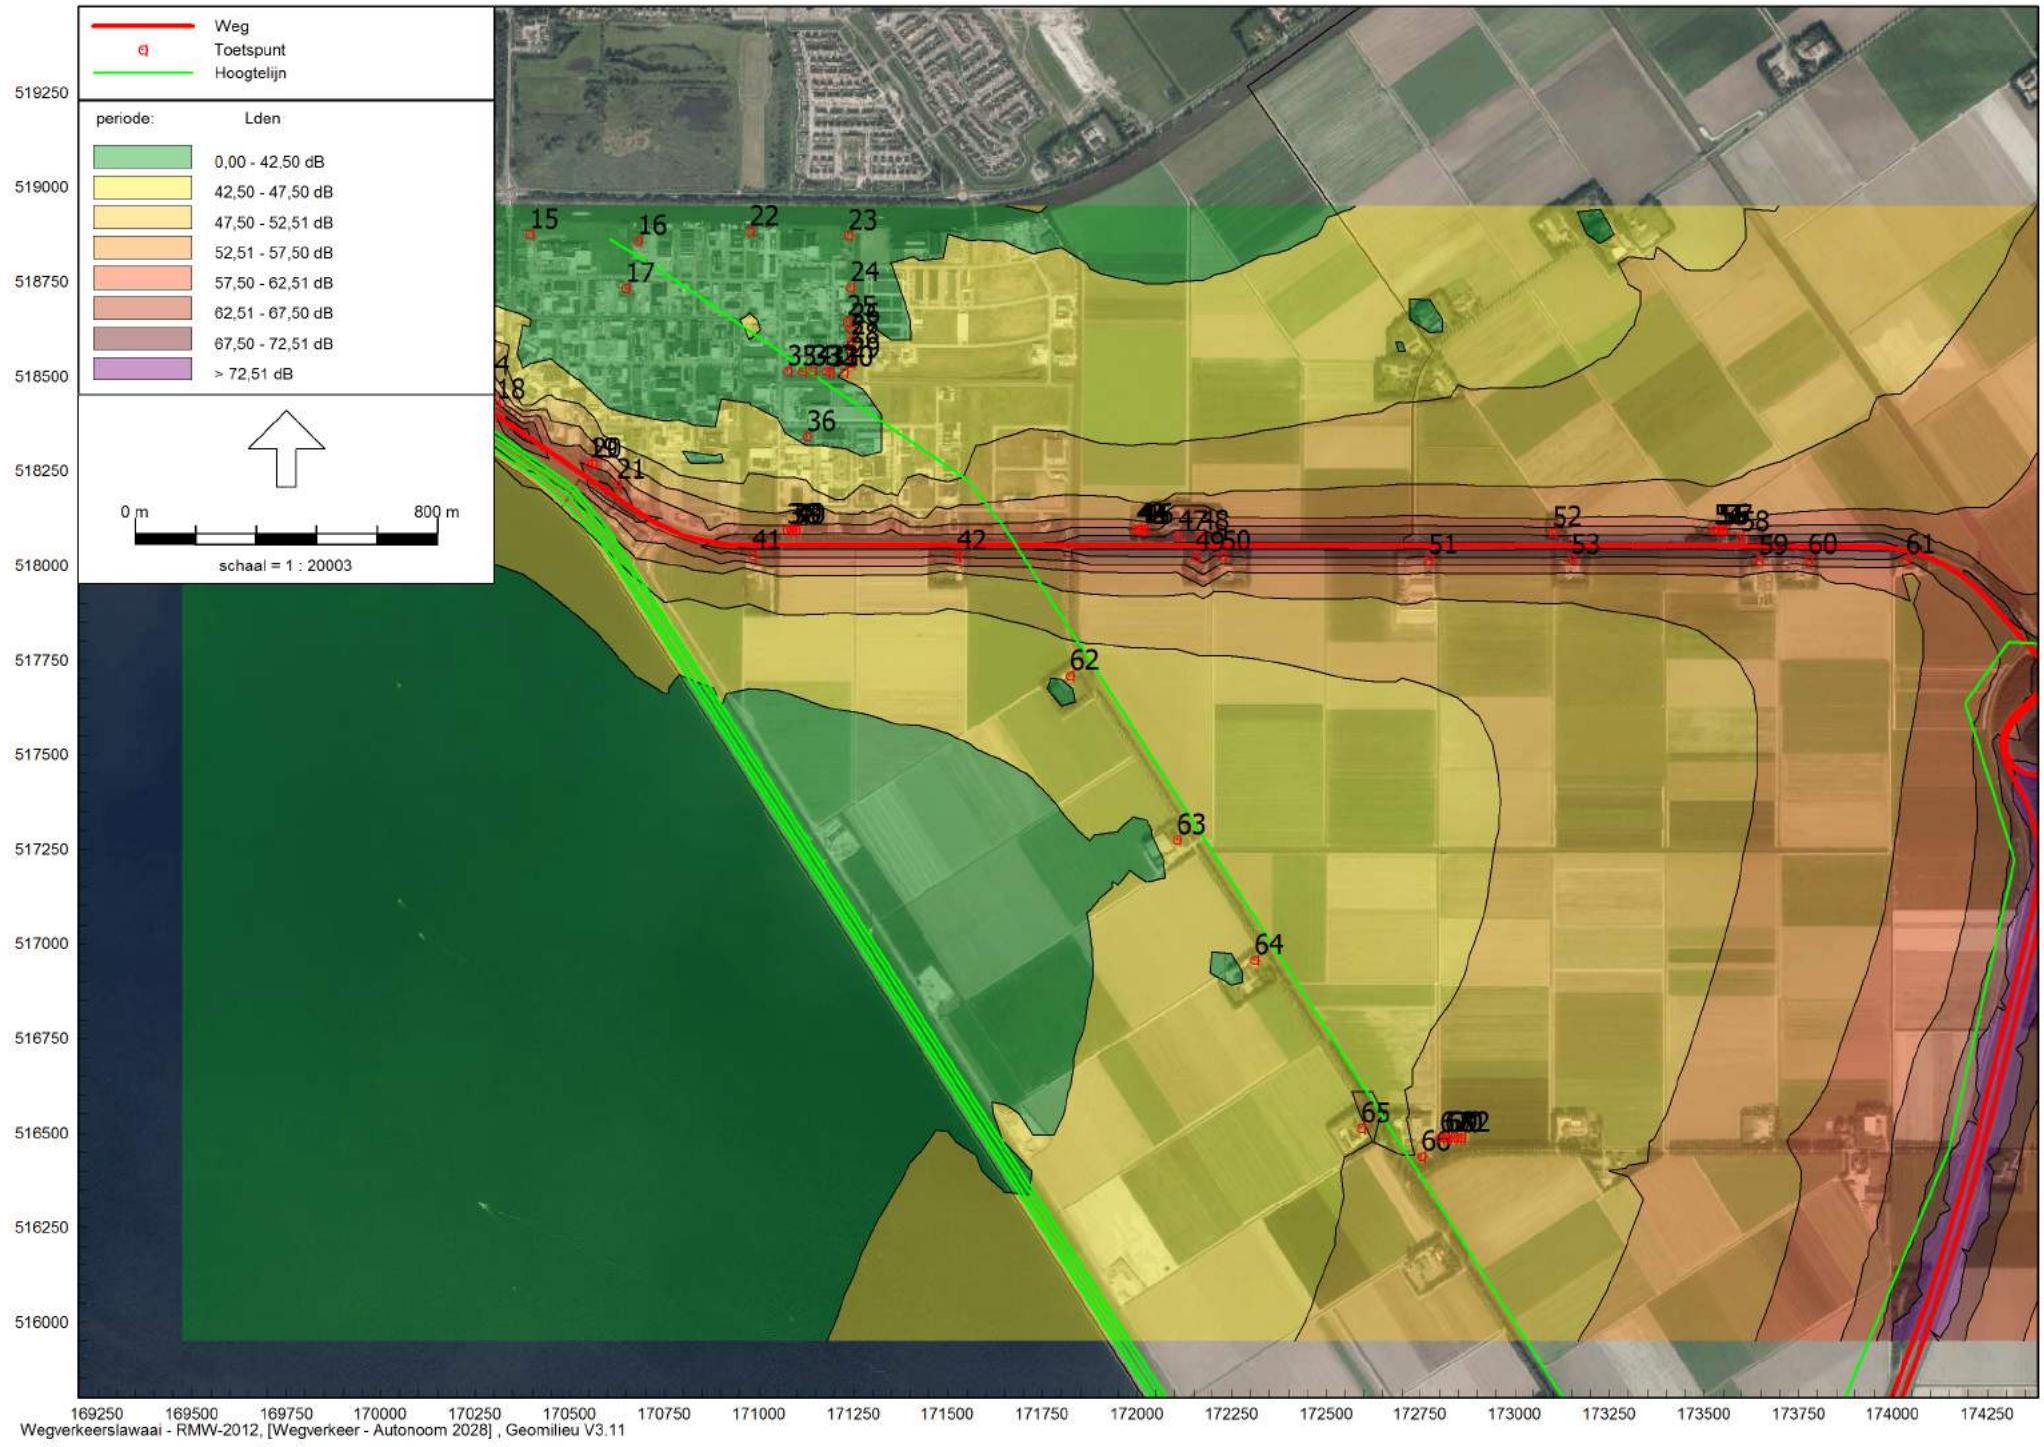 Weg
Toetspunt
Hoogtelijn
periode: Lden
0,00 - 42,50 dB
42,50 - 47,50 dB
47,50 - 52,51 dB
52,51 - 57,50 dB
57,50 - 62,51 dB
62,51 - 67,50 dB
67,50 - 72,51 dB
> 72,51 dB
0 m 800 m
schaal = 1 : 20003
519250
519000
518750
518500
518250
518000
517750
517500
517250
517000
516750
516500
516250
516000
15 16 22 23
17 24
18
36
21
41 42 47 48 50 51 52 53 58 59 60 61
62
63
64
65
66
169250 169500 169750 170000 170250 170500 170750 171000 171250 171500 171750 172000 172250 172500 172750 173000 173250 173500 173750 174000 174250
Wegverkeerslawaai - RMW-2012, [Wegverkeer - Autonoom 2028] , Geomilieu V3.11